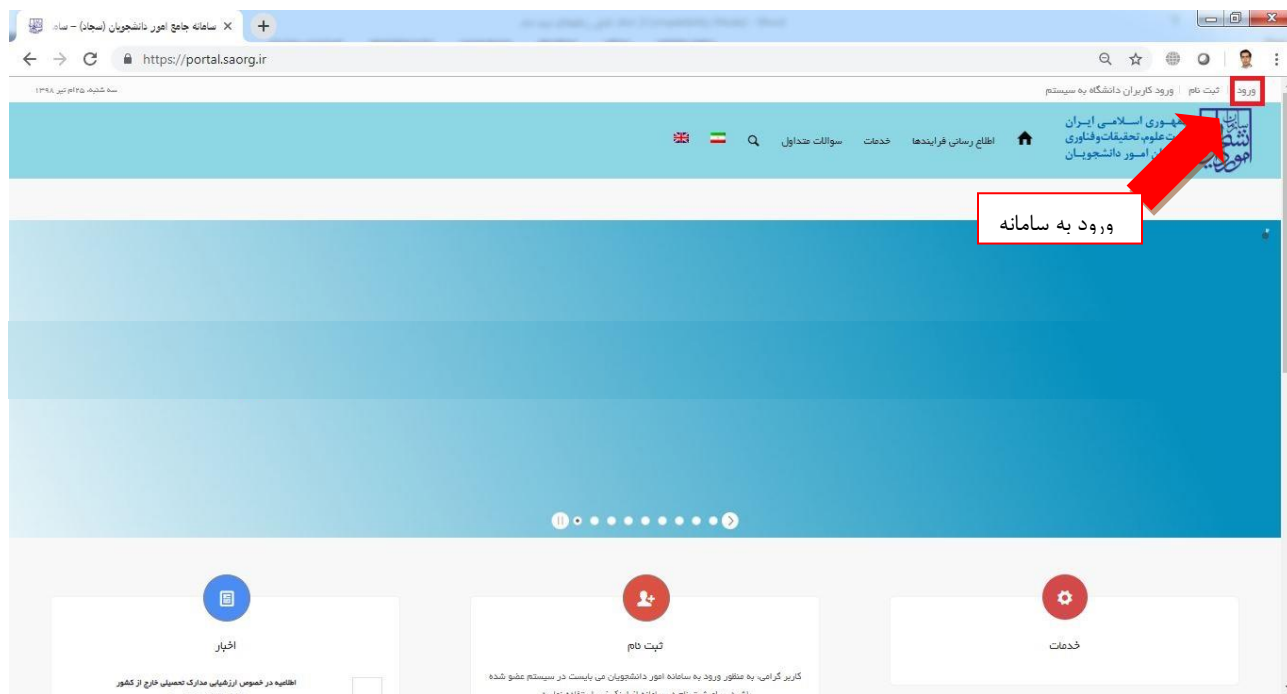 سامانه جامع امور دانشجویان (سجاد) – ساه
https://portal.saorg.ir
ورود | ثبت نام | ورود کاربران دانشگاه به سیستم
سه شنبه، ۲۵ام تیر ۱۳۹۸
جمهوری اسلامی ایران
علوم، تحقیقات و فناوری
امور دانشجویان
اطلاع رسانی فرایندها
خدمات
سوالات متداول
ورود به سامانه
خدمات
ثبت نام
کاربر گرامی، به منظور ورود به سامانه امور دانشجویان می بایست در سیستم عضو شده
اخبار
اطلاعیه در خصوص ارزشیابی مدارک تحصیلی خارج از کشور